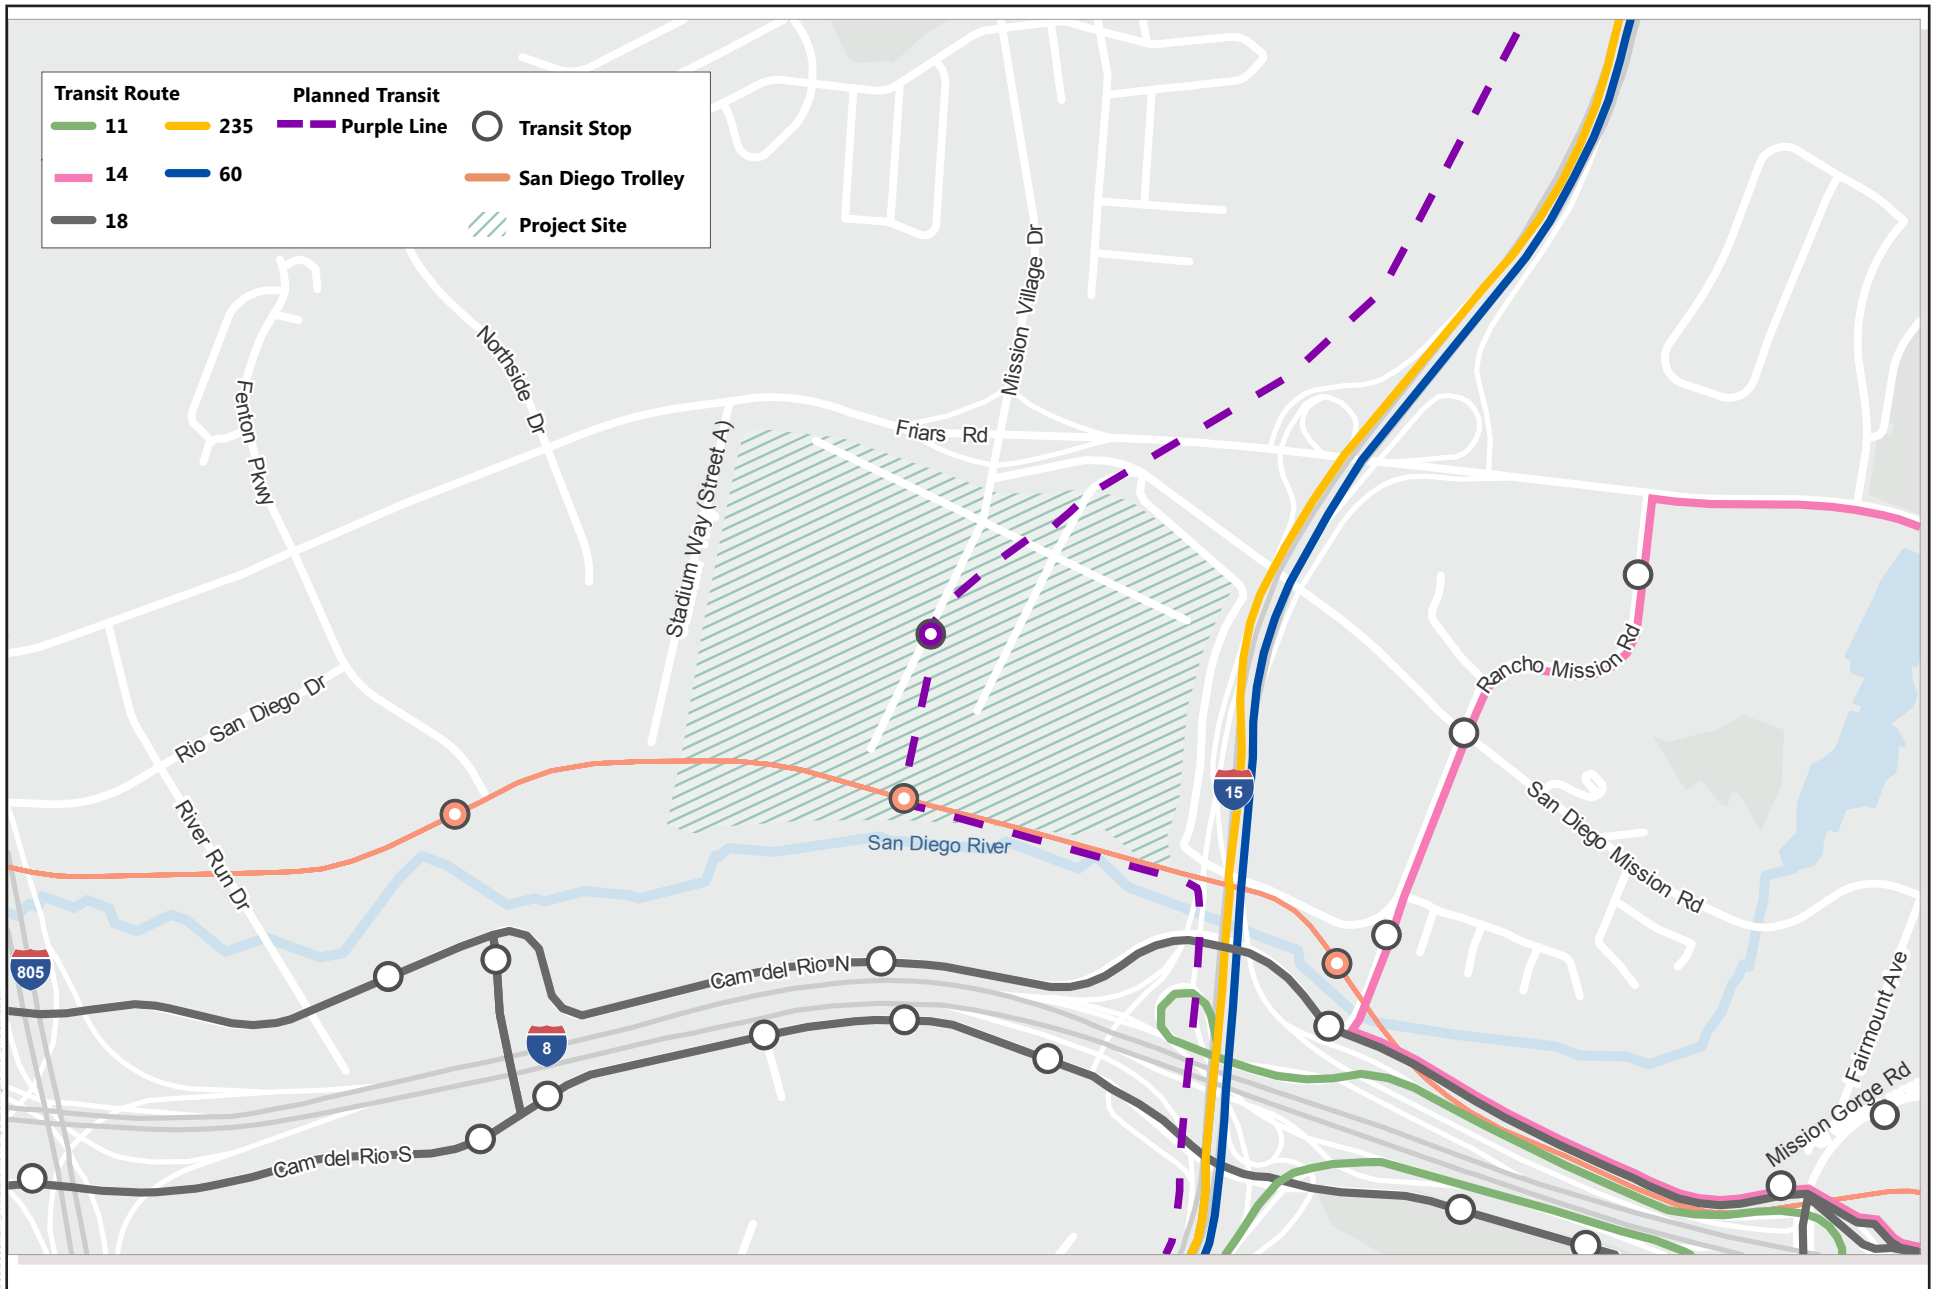 Transit Route
Planned Transit
11
235
Purple Line
Transit Stop
14
60
San Diego Trolley
18
Project Site
Mission Village Dr
Northside Dr
Fenton Pkwy
Friars Rd
Stadium Way (Street A)
Rancho Mission Rd
Rio San Diego Dr
15
San Diego Mission Rd
River Run Dr
San Diego River
805
Cam del Rio N
Fairmount Ave
8
Mission Gorge Rd
Cam del Rio S